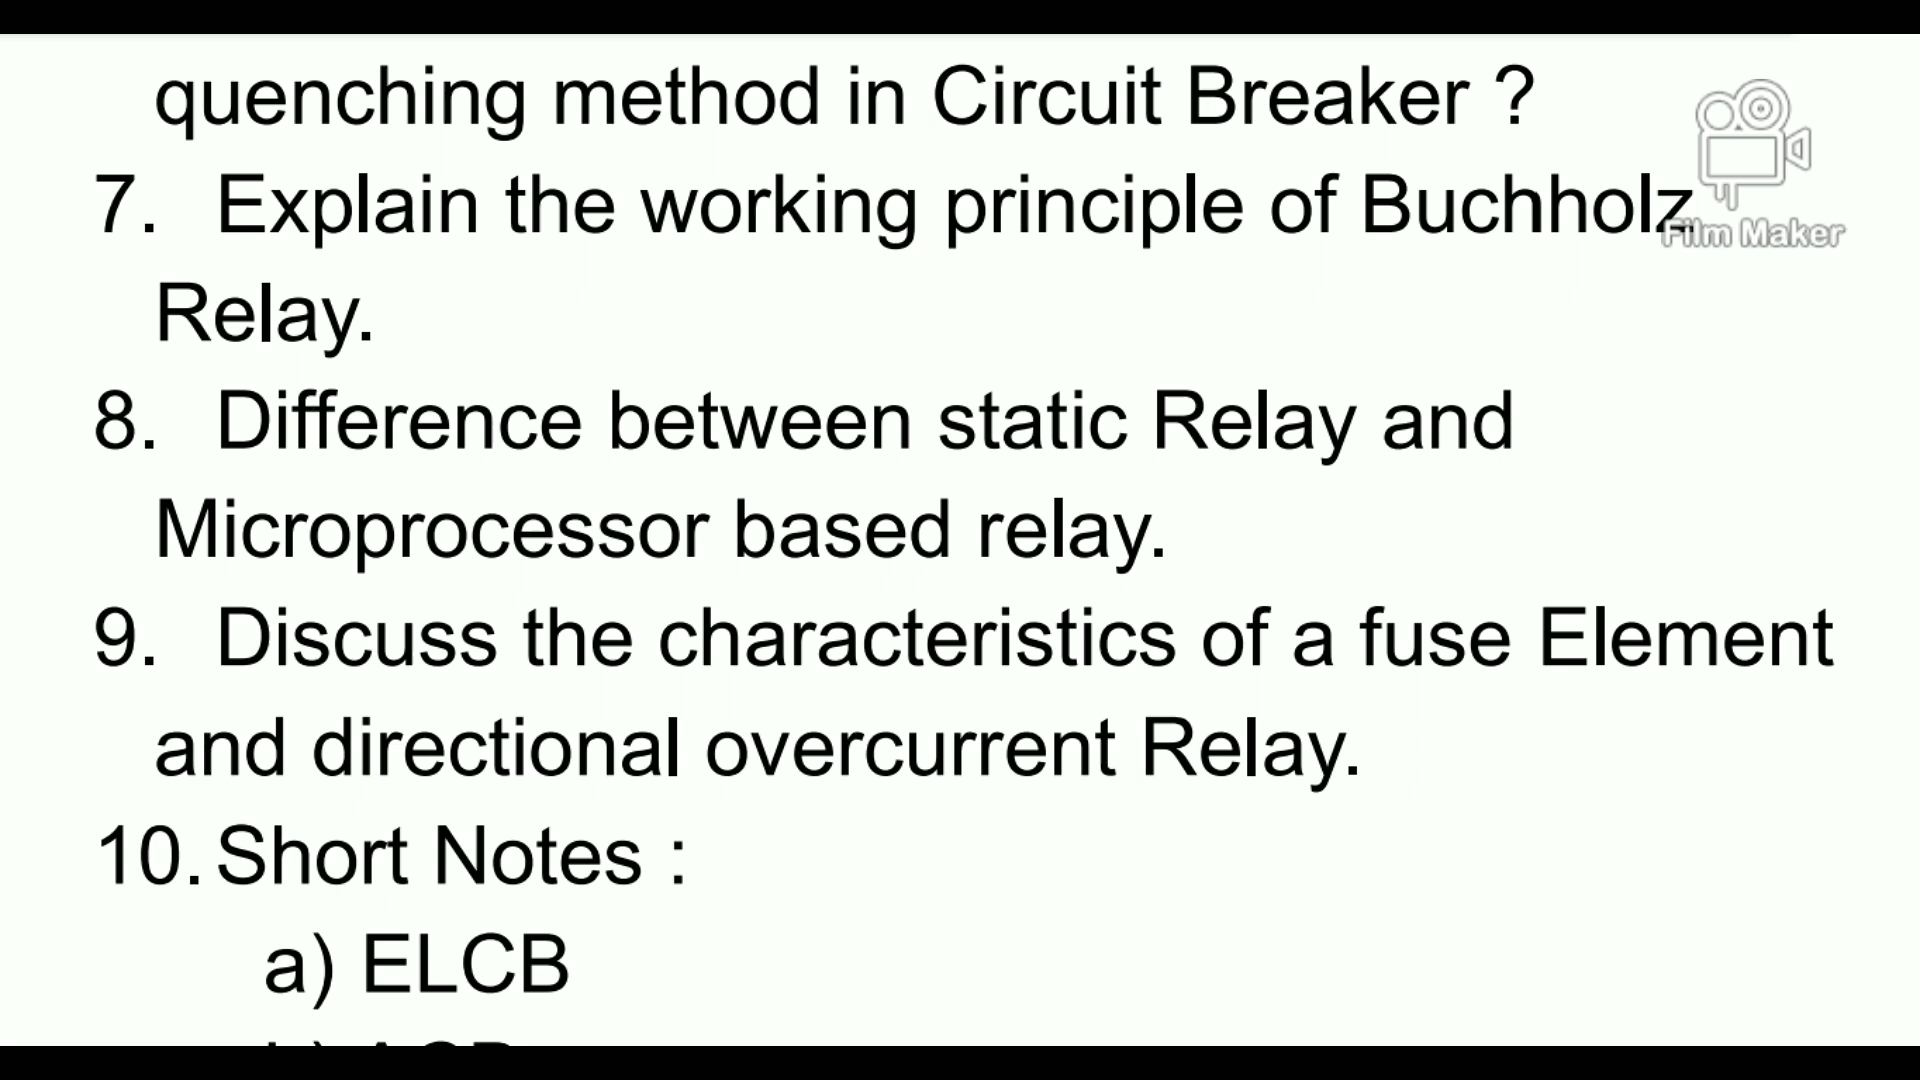 quenching method in Circuit Breaker ?
7. Explain the working principle of Buchholz
Film Maker
Relay.
8. Difference between static Relay and
Microprocessor based relay.
9. Discuss the characteristics of a fuse Element
and directional overcurrent Relay.
10. Short Notes :
a) ELCB